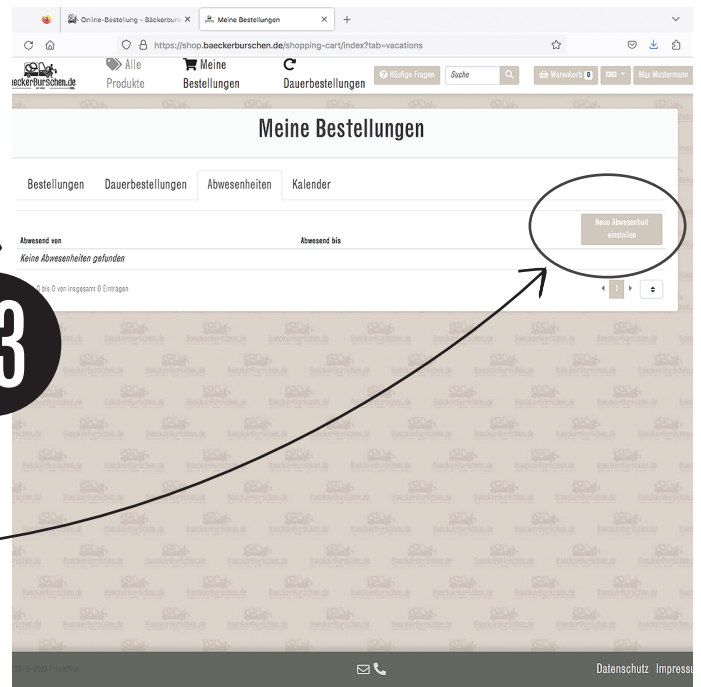 Online-Bestellung - Bäckerburs
Meine Bestellungen
https://shop.baeckerburschen.de/shopping-cart/index?tab=vacations
BaeckerBurschen.de
Alle Produkte
Meine Bestellungen
Dauerbestellungen
Häufige Fragen
Suche
Warenkorb 0
Max Mustermann
Meine Bestellungen
Bestellungen Dauerbestellungen Abwesenheiten Kalender
Neue Abwesenheit
einstellen
Abwesend von Abwesend bis
Keine Abwesenheiten gefunden
0 bis 0 von insgesamt 0 Einträgen
1
3
Datenschutz Impressu